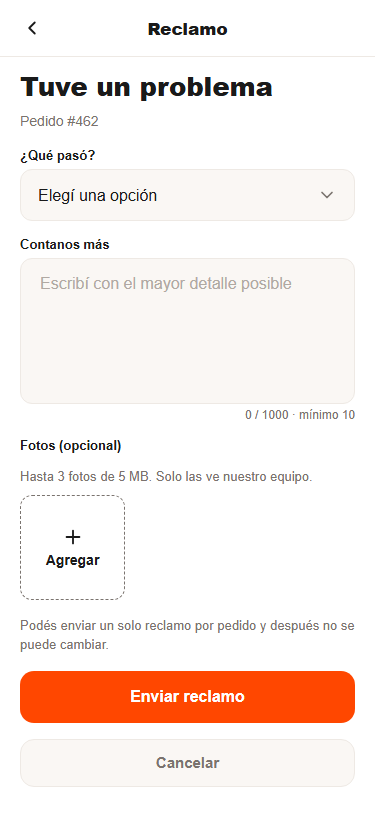 Reclamo
Tuve un problema
Pedido #462
¿Qué pasó?
Elegí una opción
Contanos más
Escribí con el mayor detalle posible
0 / 1000 · mínimo 10
Fotos (opcional)
Hasta 3 fotos de 5 MB. Solo las ve nuestro equipo.
Agregar
Podés enviar un solo reclamo por pedido y después no se
puede cambiar.
Enviar reclamo
Cancelar